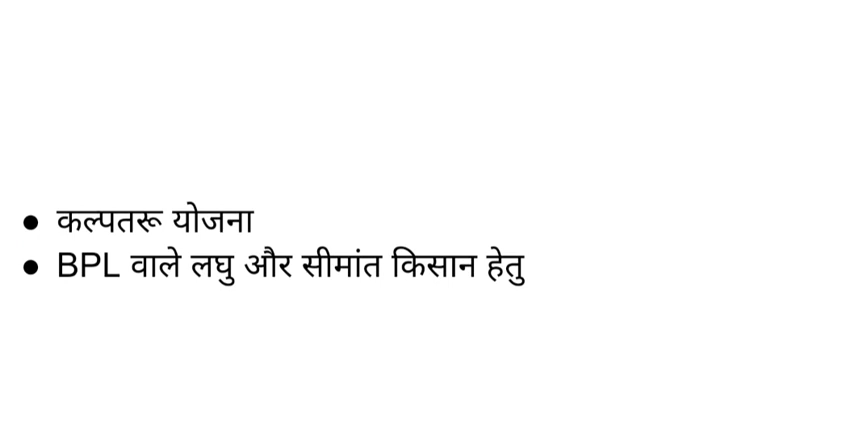 ● कल्पतरू योजना
● BPL वाले लघु और सीमांत किसान हेतु